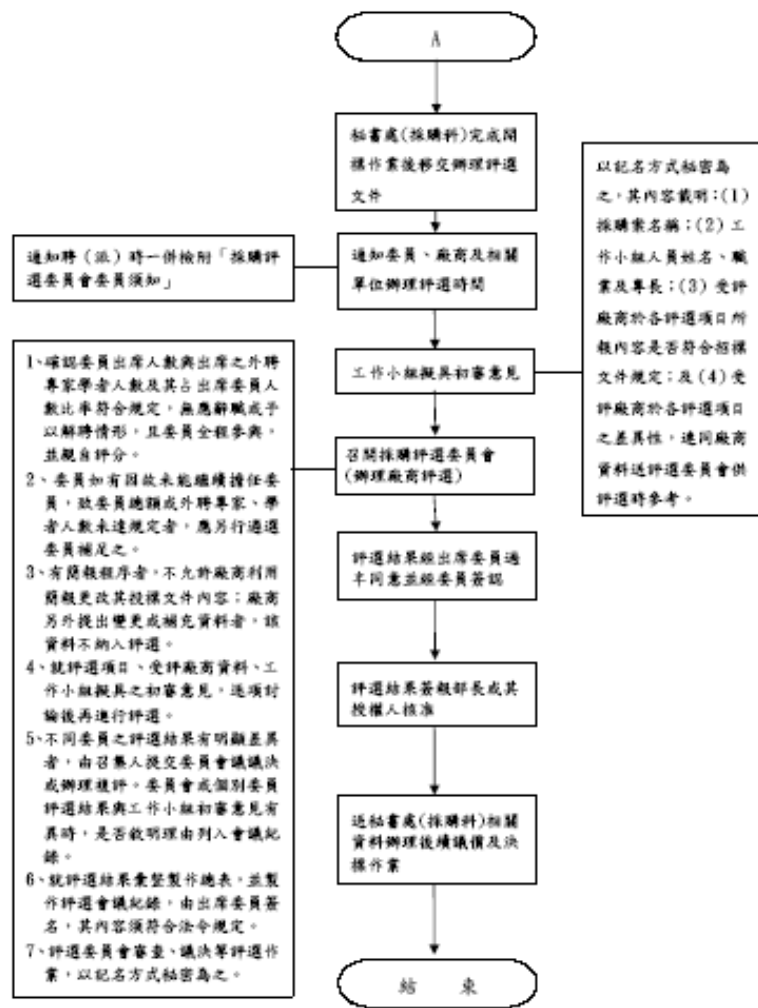 A
秘書處(採購科)完成開
標作業後移交辦理評選
文件
通知聘（派）時一併檢附「採購評
選委員會委員須知」
通知委員、廠商及相關
單位辦理評選時間
工作小組擬具初審意見
以記名方式秘密為
之，其內容載明：(1)
採購案名稱；(2)工
作小組人員姓名、職
業及專長；(3)受評
廠商於各評選項目所
報內容是否符合招標
文件規定；及(4)受
評廠商於各評選項目
之差異性，連同廠商
資料送評選委員會供
評選時參考。
召開採購評選委員會
(辦理廠商評選)
1、確認委員出席人數與出席之外聘
專家學者人數及其占出席委員人
數比率符合規定，無應辭職或予
以解聘情形，且委員全程參與，
並親自評分。
2、委員如有因故未能繼續擔任委
員，致委員總額或外聘專家、學
者人數未達規定者，應另行遴選
委員補足之。
3、有簡報程序者，不允許廠商利用
簡報更改其投標文件內容；廠商
另外提出變更或補充資料者，該
資料不納入評選。
4、就評選項目、受評廠商資料、工
作小組擬具之初審意見，逐項討
論後再進行評選。
5、不同委員之評選結果有明顯差異
者，由召集人提交委員會議議決
或辦理複評。委員會或個別委員
評選結果與工作小組初審意見有
異時，是否敘明理由列入會議紀
錄。
6、就評選結果彙整製作總表，並製
作評選會議紀錄，由出席委員簽
名，其內容須符合法令規定。
7、評選委員會審查、議決等評選作
業，以記名方式秘密為之。
評選結果經出席委員過
半同意並經委員簽認
評選結果簽報部長或其
授權人核准
送秘書處(採購科)相關
資料辦理後續議價及決
標作業
結 束